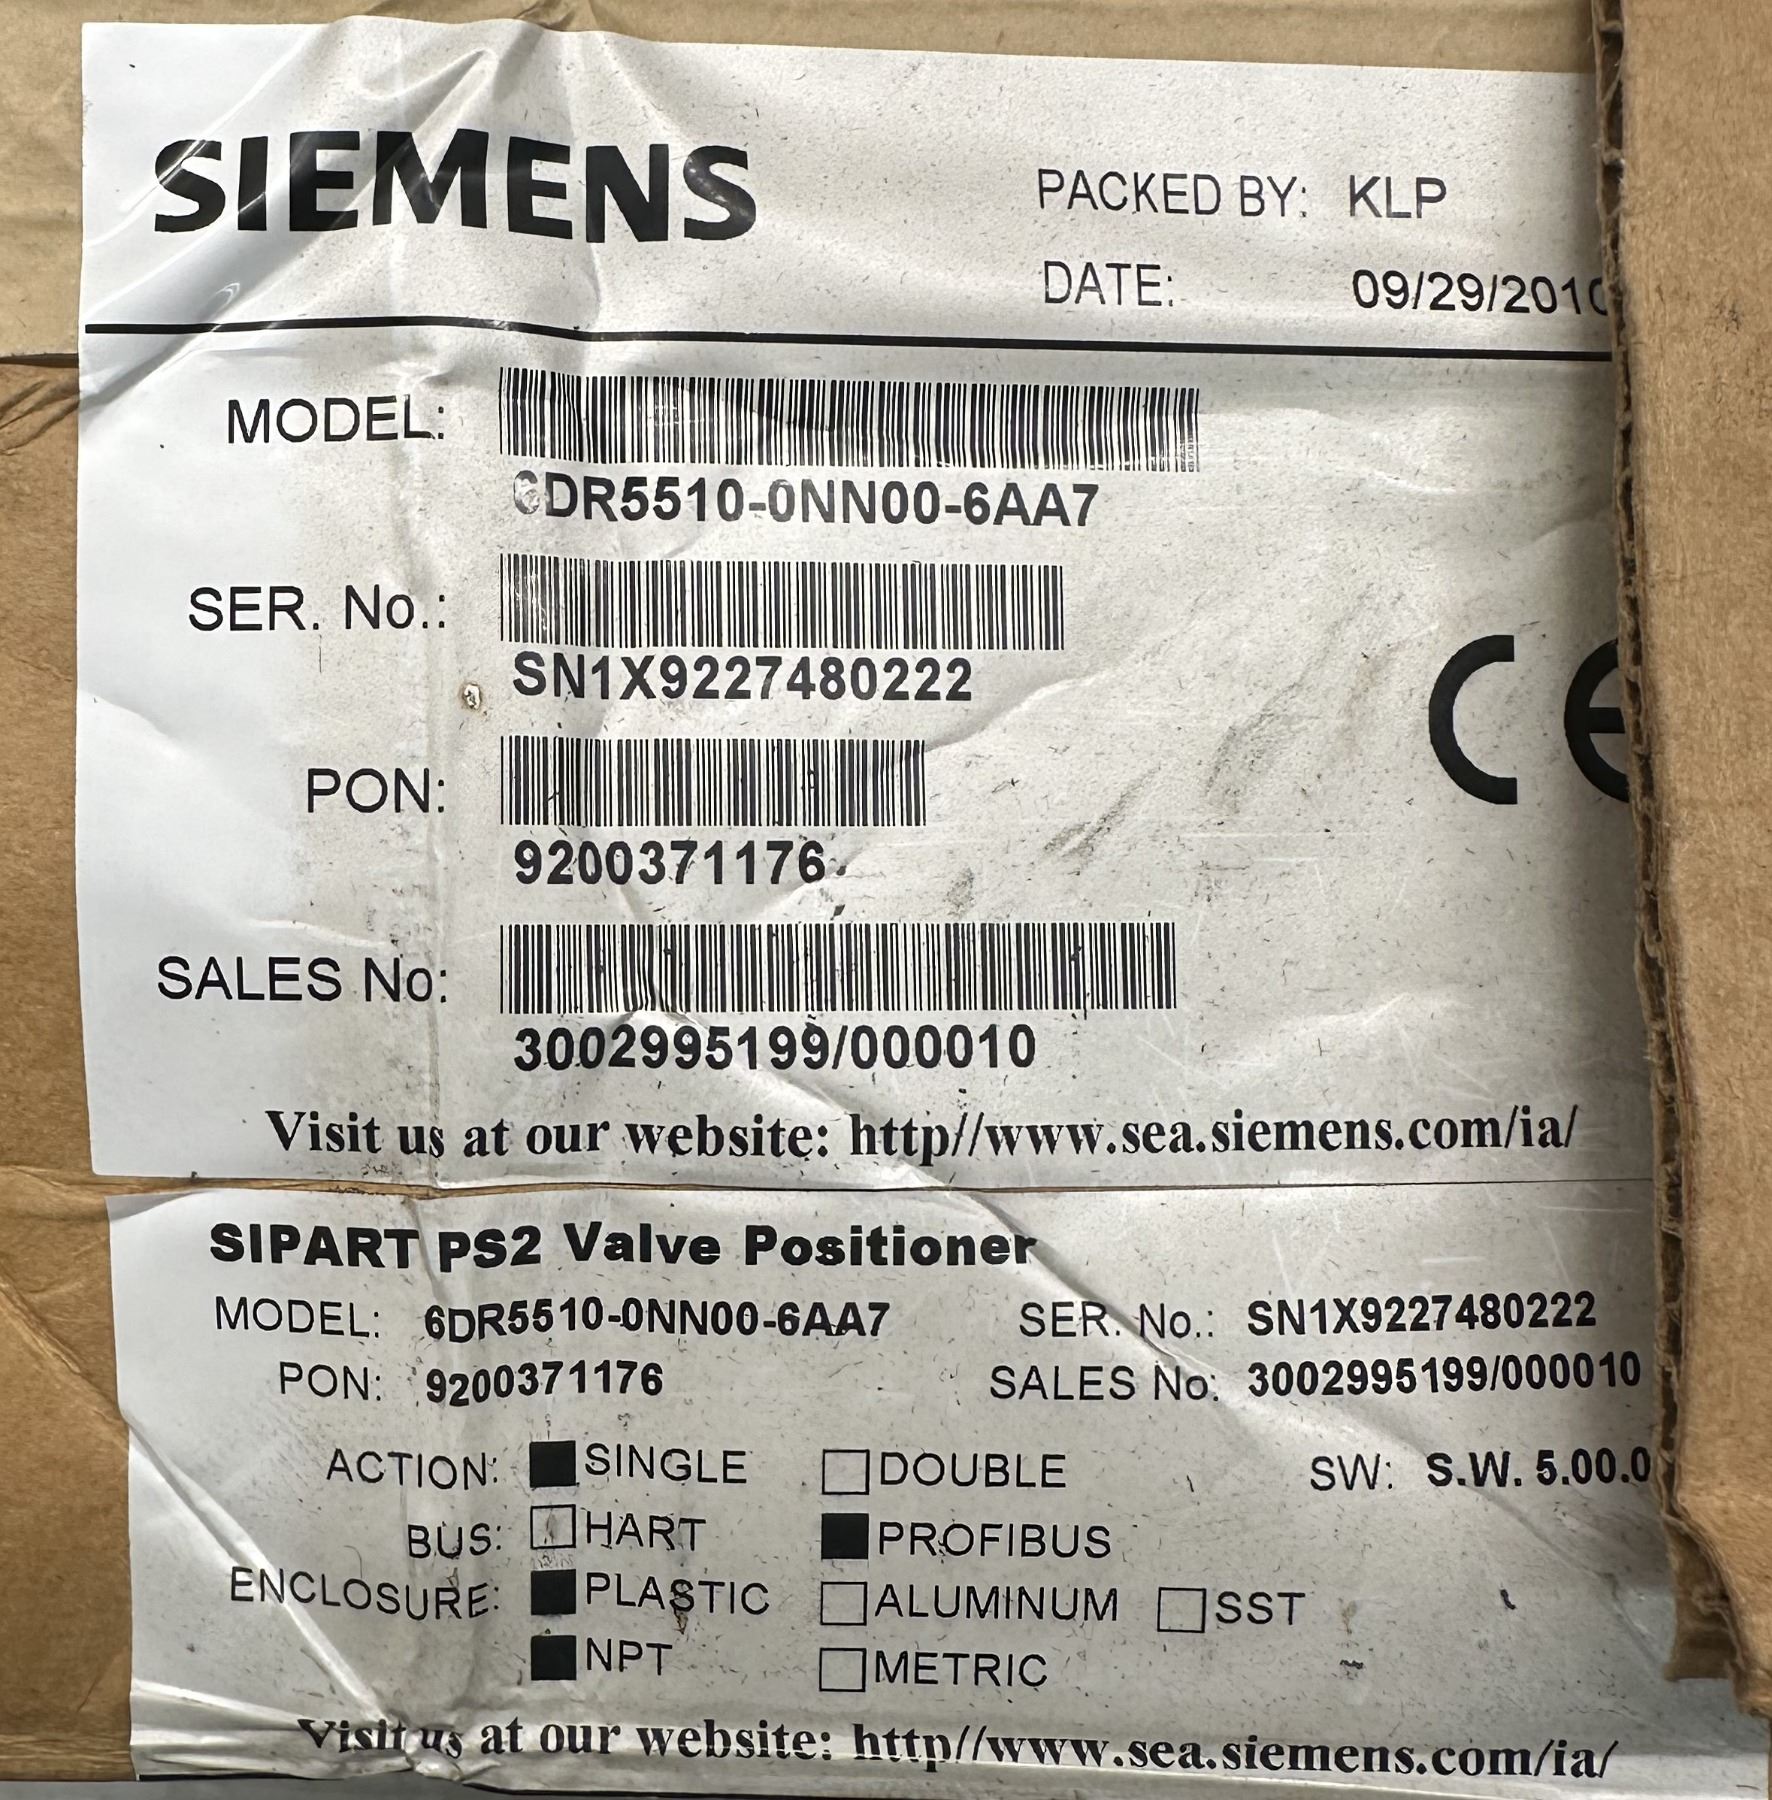 SIEMENS
PACKED BY: KLP
DATE: 09/29/2010
MODEL:
6DR5510-0NN00-6AA7
SER. No.:
SN1X9227480222
PON:
9200371176
SALES No:
3002995199/000010
CE
Visit us at our website: http//www.sea.siemens.com/ia/
SIPART PS2 Valve Positioner
MODEL: 6DR5510-0NN00-6AA7 SER. No.: SN1X9227480222
PON: 9200371176 SALES No: 3002995199/000010
ACTION: SINGLE DOUBLE SW: S.W. 5.00.0
BUS: HART PROFIBUS
ENCLOSURE: PLASTIC ALUMINUM SST
NPT METRIC
Visit us at our website: http//www.sea.siemens.com/ia/